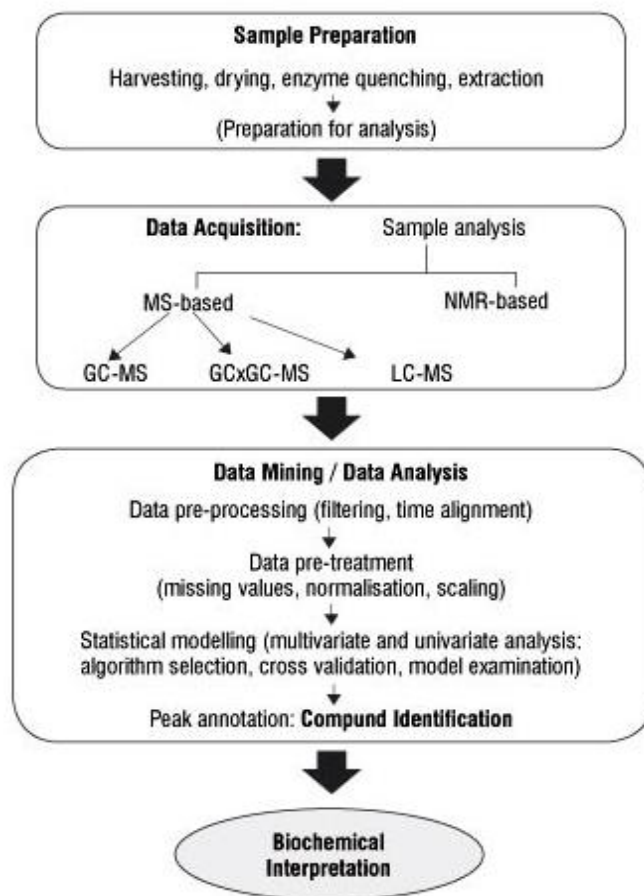 Sample Preparation
Harvesting, drying, enzyme quenching, extraction
(Preparation for analysis)
Data Acquisition: Sample analysis
MS-based NMR-based
GC-MS GCxGC-MS LC-MS
Data Mining / Data Analysis
Data pre-processing (filtering, time alignment)
Data pre-treatment
(missing values, normalisation, scaling)
Statistical modelling (multivariate and univariate analysis:
algorithm selection, cross validation, model examination)
Peak annotation: Compund Identification
Biochemical
Interpretation